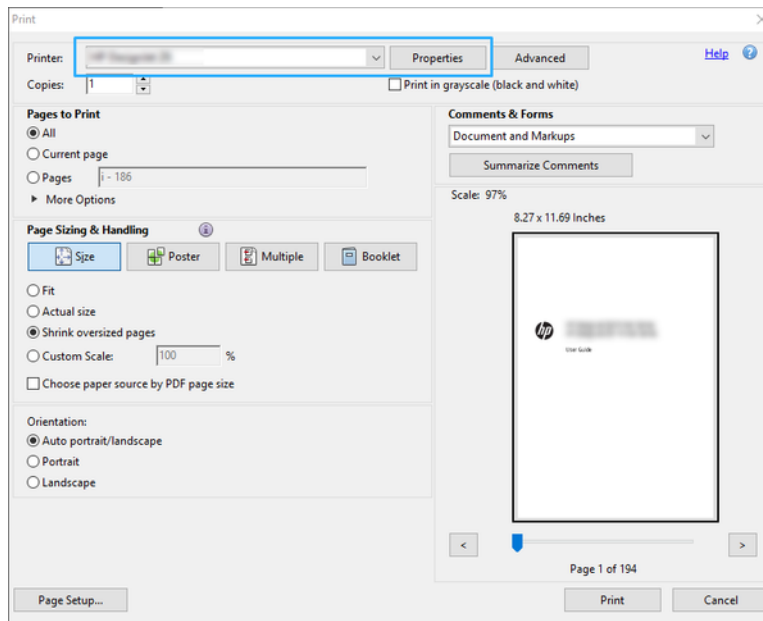 Print
Printer: Properties Advanced Help ?
Copies: 1 Print in grayscale (black and white)
Pages to Print
All
Current page
Pages i - 186
More Options
Page Sizing & Handling i
Size Poster Multiple Booklet
Fit
Actual size
Shrink oversized pages
Custom Scale: 100 %
Choose paper source by PDF page size
Orientation:
Auto portrait/landscape
Portrait
Landscape
Comments & Forms
Document and Markups
Summarize Comments
Scale: 97%
8.27 x 11.69 Inches
hp
User Guide
< >
Page 1 of 194
Page Setup... Print Cancel